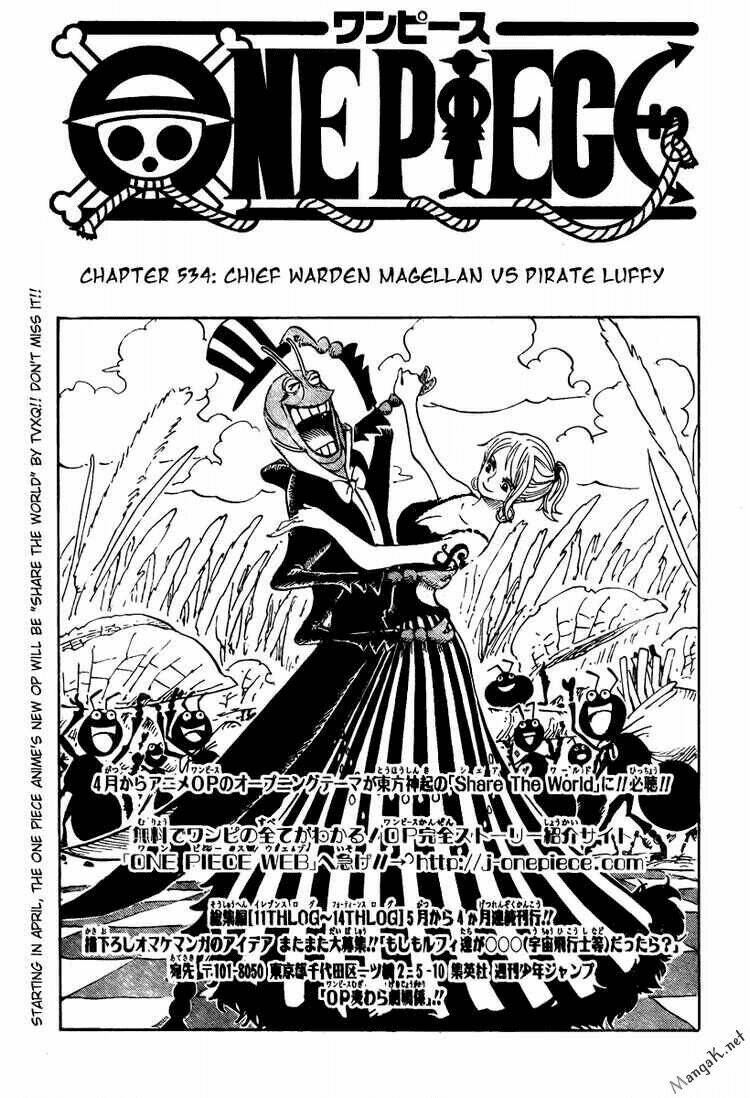 ワンピース
ONE PIECE
CHAPTER 534: CHIEF WARDEN MAGELLAN VS PIRATE LUFFY
STARTING IN APRIL, THE ONE PIECE ANIME'S NEW OP WILL BE "SHARE THE WORLD" BY TVXQ!! DON'T MISS IT!!
4月からアニメOPのオープニングテーマが東方神起の「Share The World」に!!必聴!!
無料でワンピの全てがわかる!OP完全ストーリー紹介サイト
「ONE PIECE WEB」へ急げ!!→http://j-onepiece.com
総集編[11THLOG～14THLOG]5月から4か月連続刊行!!
描下ろしオマケマンガのアイデア またまた大募集!!「もしもルフィ達が○○○(宇宙飛行士等)だったら?」
宛先 〒101-8050 東京都千代田区一ツ橋2-5-10 集英社 週刊少年ジャンプ
「OP麦わら劇場係」!!
MangaK.net